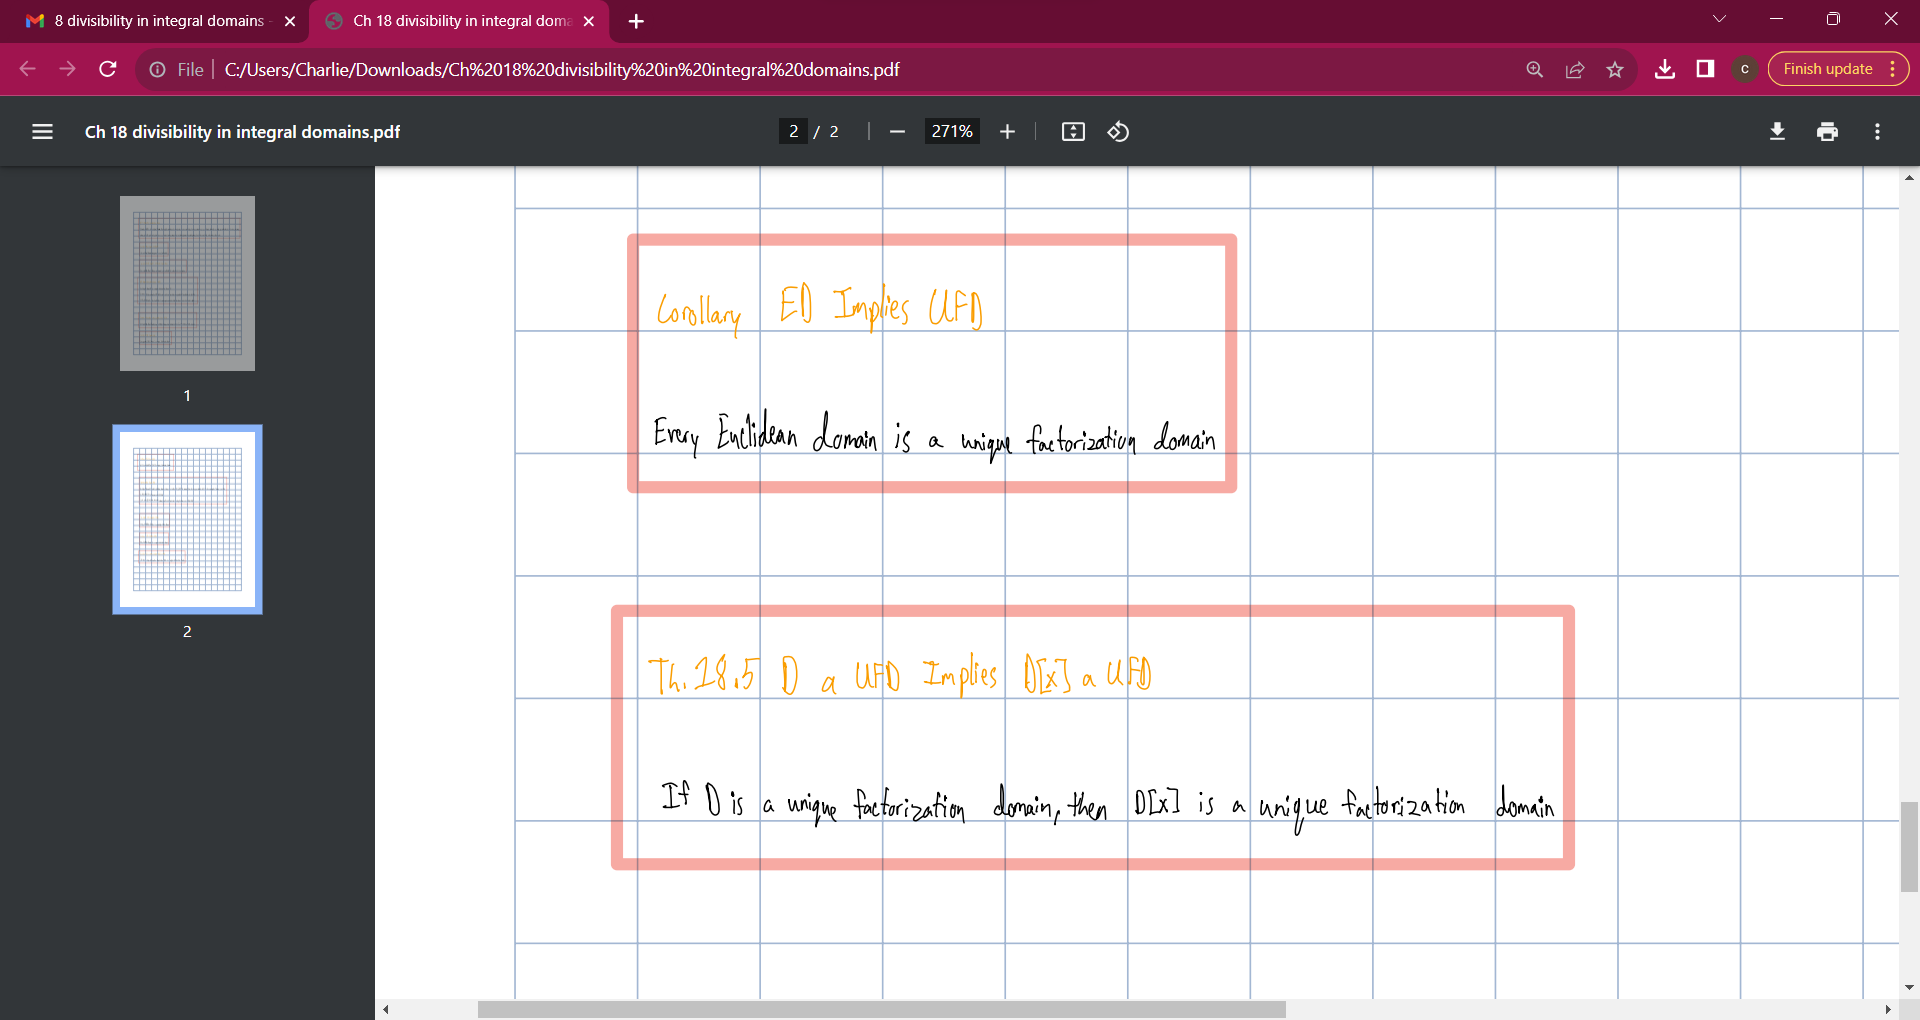 8 divisibility in integral domains -
Ch 18 divisibility in integral doma
File
C:/Users/Charlie/Downloads/Ch%2018%20divisibility%20in%20integral%20domains.pdf
C
Finish update
Ch 18 divisibility in integral domains.pdf
2 / 2
271%
1
2
Corollary ED Implies UFD
Every Euclidean domain is a unique factorization domain
Th. 18.5 D a UFD Implies D[x] a UFD
If D is a unique factorization domain, then D[x] is a unique factorization domain